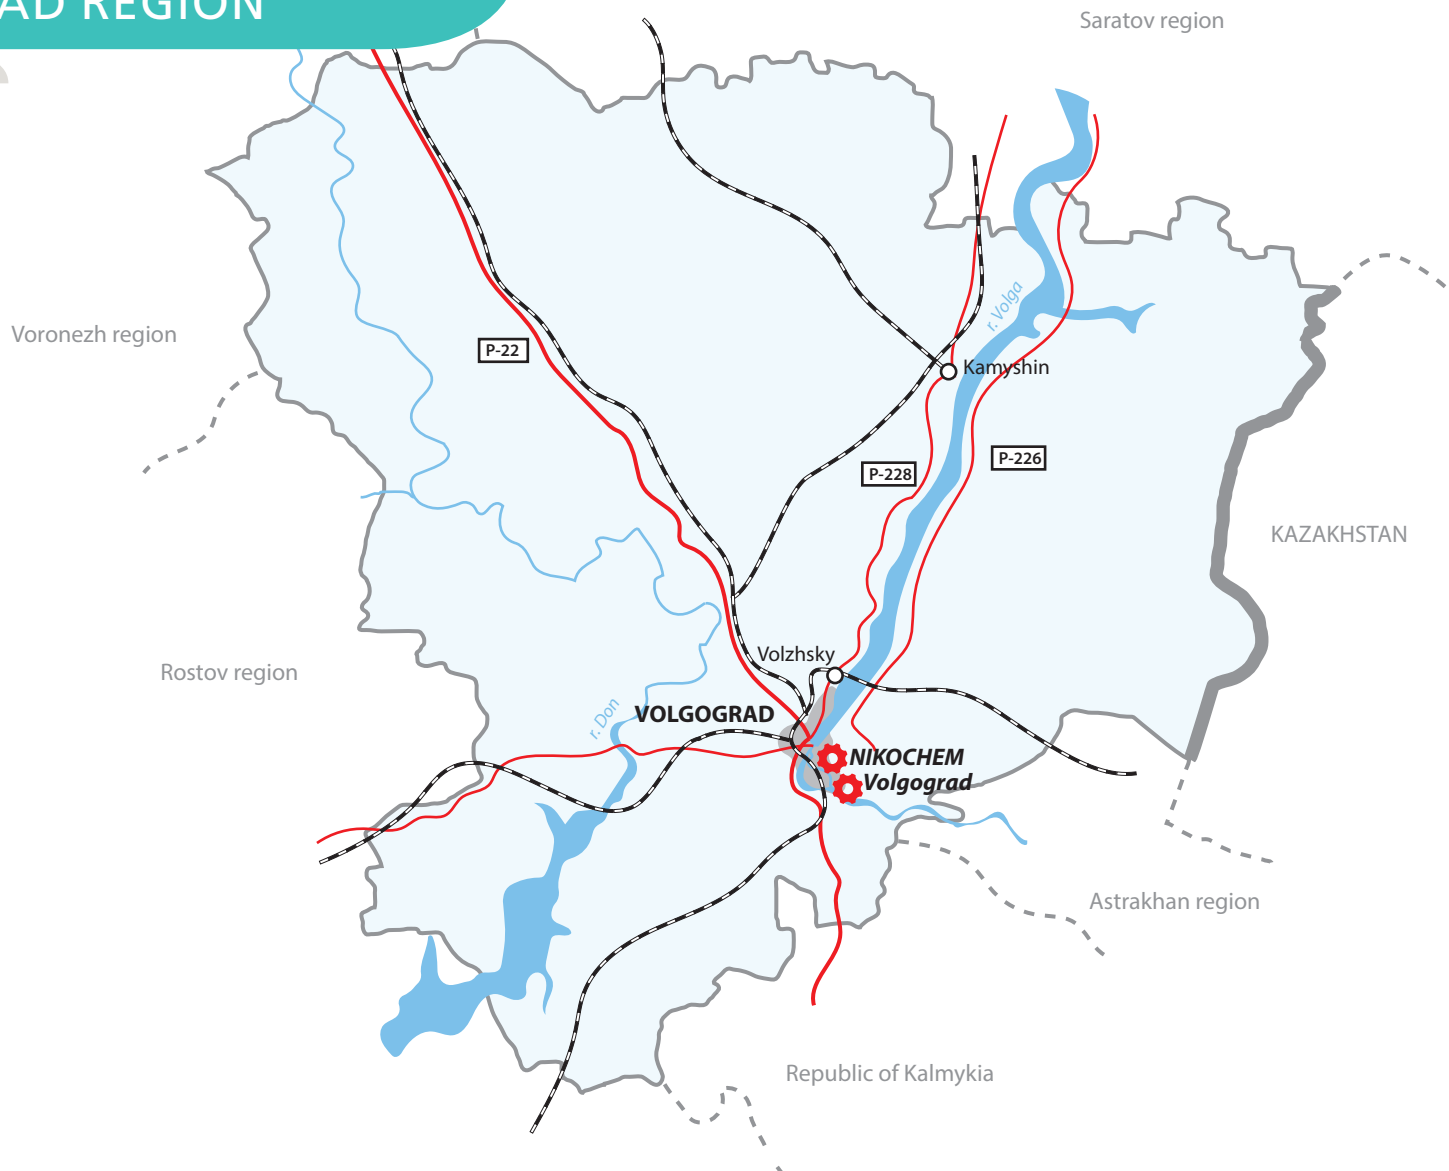 AD REGION
Saratov region
r. Volga
Voronezh region
P-22
Kamyshin
P-228
P-226
KAZAKHSTAN
Volzhsky
Rostov region
r. Don
VOLGOGRAD
NIKOCHEM
Volgograd
Astrakhan region
Republic of Kalmykia